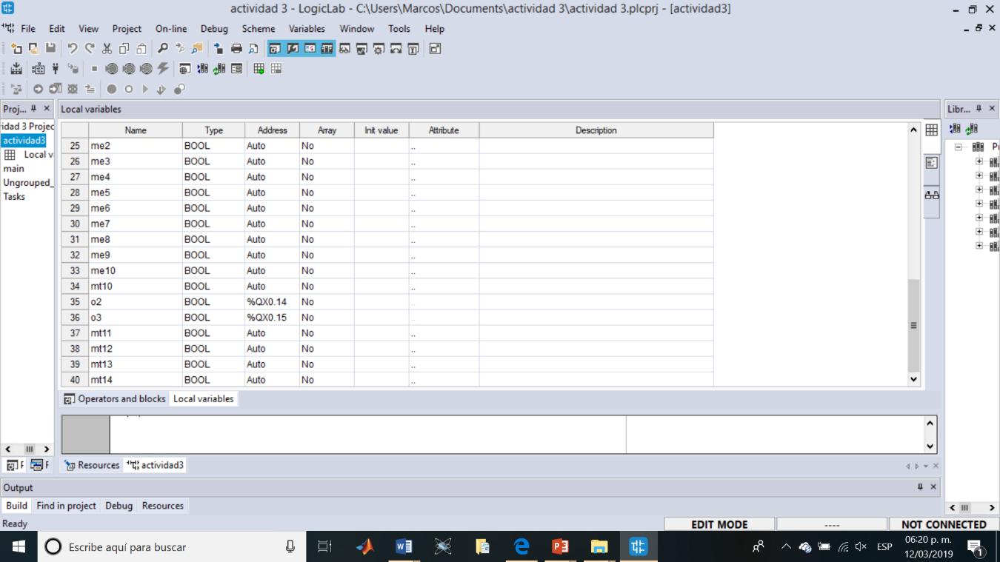 actividad 3 - LogicLab - C:\Users\Marcos\Documents\actividad 3\actividad 3.plcprj - [actividad3]
File Edit View Project On-line Debug Scheme Variables Window Tools Help
Proj...
Local variables
Libr...
idad 3 Projec
actividad3
Local v
main
Ungrouped_
Tasks
Name Type Address Array Init value Attribute Description
25 me2 BOOL Auto No ..
26 me3 BOOL Auto No ..
27 me4 BOOL Auto No ..
28 me5 BOOL Auto No ..
29 me6 BOOL Auto No ..
30 me7 BOOL Auto No ..
31 me8 BOOL Auto No ..
32 me9 BOOL Auto No ..
33 me10 BOOL Auto No ..
34 mt10 BOOL Auto No ..
35 o2 BOOL %QX0.14 No ..
36 o3 BOOL %QX0.15 No ..
37 mt11 BOOL Auto No ..
38 mt12 BOOL Auto No ..
39 mt13 BOOL Auto No ..
40 mt14 BOOL Auto No ..
Operators and blocks Local variables
Resources actividad3
Output
Build Find in project Debug Resources
Ready
EDIT MODE ---- NOT CONNECTED
Escribe aquí para buscar
ESP
06:20 p. m.
12/03/2019
1